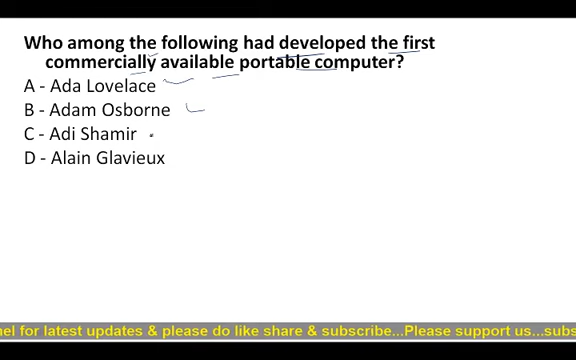 Who among the following had developed the first
commercially available portable computer?
A - Ada Lovelace
B - Adam Osborne
C - Adi Shamir
D - Alain Glavieux
for latest updates & please do like share & subscribe...Please support us...subs